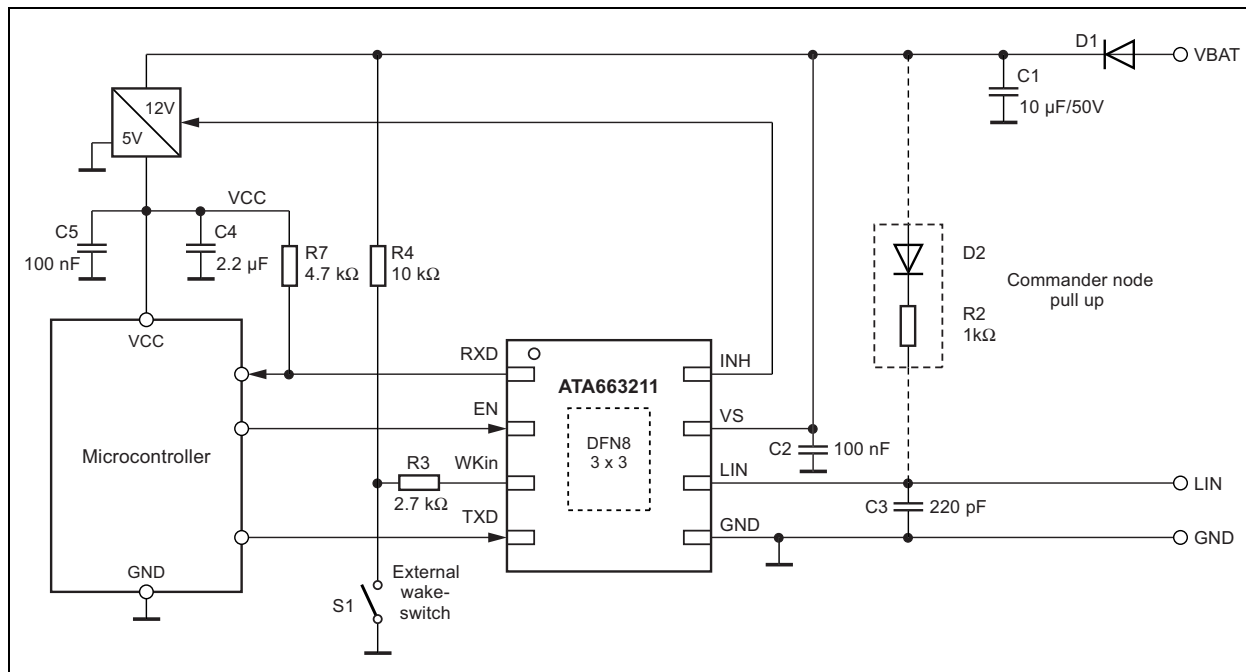 D1
VBAT
C1
10 µF/50V
12V
5V
VCC
C5
100 nF
C4
2.2 µF
R7
4.7 kΩ
R4
10 kΩ
D2
R2
1kΩ
Commander node
pull up
VCC
Microcontroller
GND
RXD
EN
WKin
TXD
R3
2.7 kΩ
ATA663211
DFN8
3 x 3
INH
VS
LIN
GND
C2
100 nF
C3
220 pF
LIN
GND
S1
External
wake-
switch